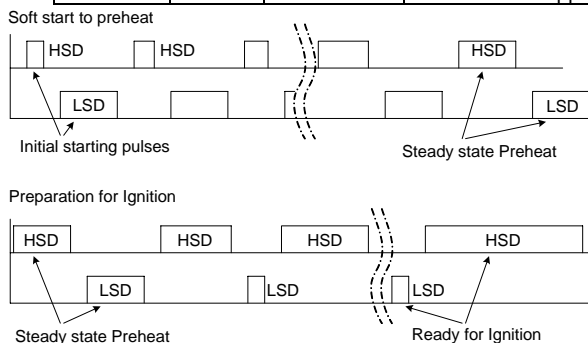 Soft start to preheat
HSD HSD HSD
LSD LSD
Initial starting pulses
Steady state Preheat
Preparation for Ignition
HSD HSD HSD HSD
LSD LSD LSD
Steady state Preheat
Ready for Ignition